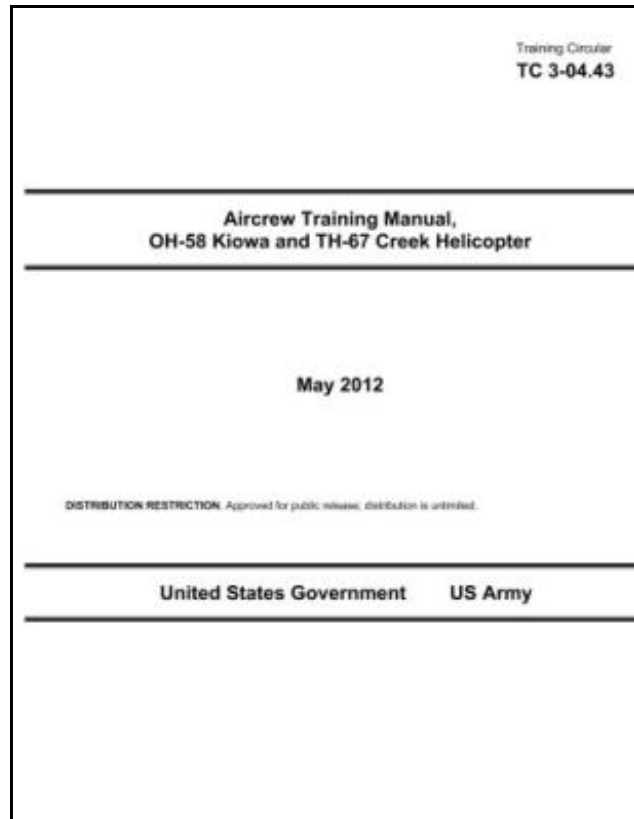 Training Circular
TC 3-04.43
Aircrew Training Manual,
OH-58 Kiowa and TH-67 Creek Helicopter
May 2012
DISTRIBUTION RESTRICTION: Approved for public release; distribution is unlimited.
United States Government US Army